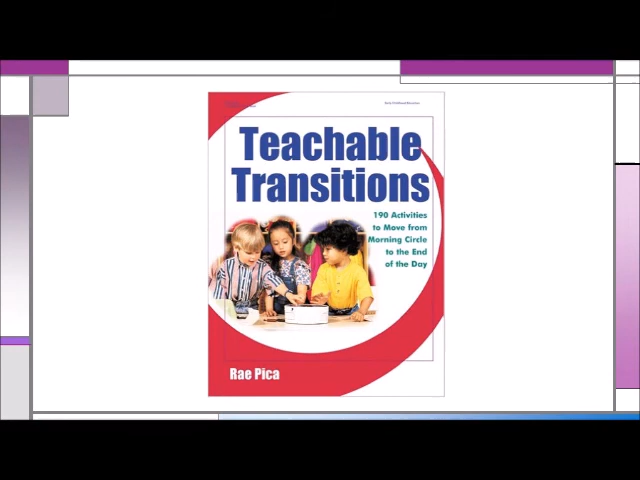 Teachable
Transitions
190 Activities
to Move from
Morning Circle
to the End
of the Day
Rae Pica